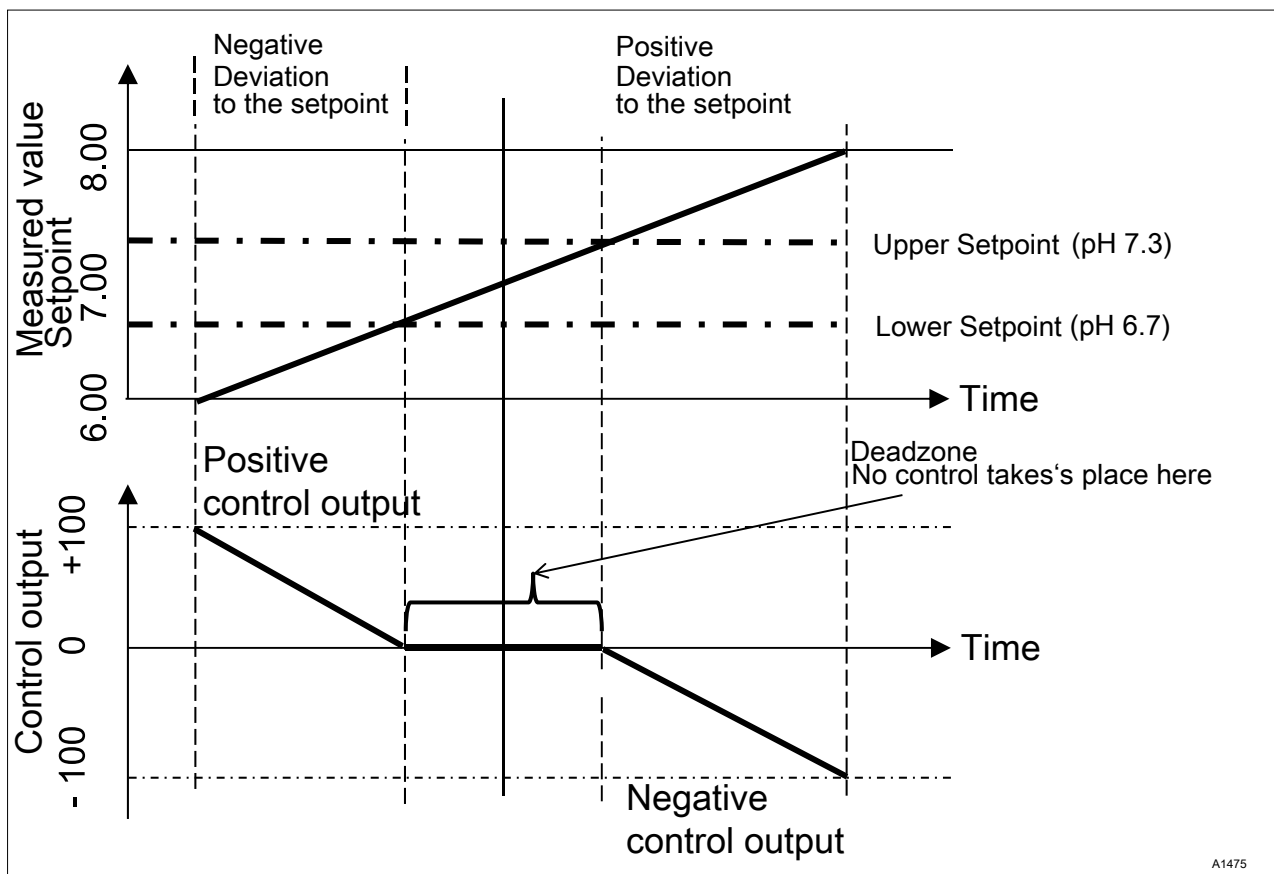 Negative
Deviation
to the setpoint
Positive
Deviation
to the setpoint
Measured value
Setpoint
8.00
7.00
6.00
Upper Setpoint (pH 7.3)
Lower Setpoint (pH 6.7)
Time
Deadzone
No control takes's place here
Positive
control output
Control output
+100
0
- 100
Time
Negative
control output
A1475